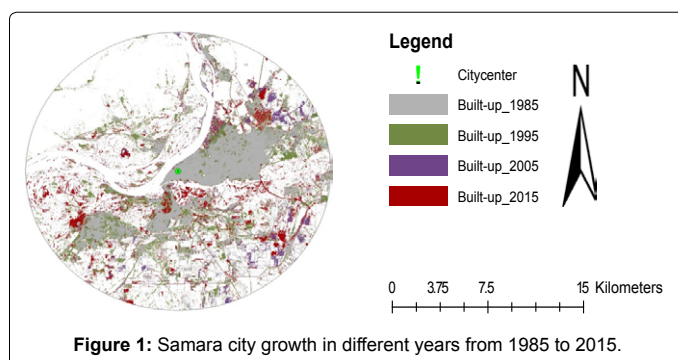 Legend
!
Citycenter
Built-up_1985
Built-up_1995
Built-up_2005
Built-up_2015
N
0 3.75 7.5 15 Kilometers
Figure 1: Samara city growth in different years from 1985 to 2015.